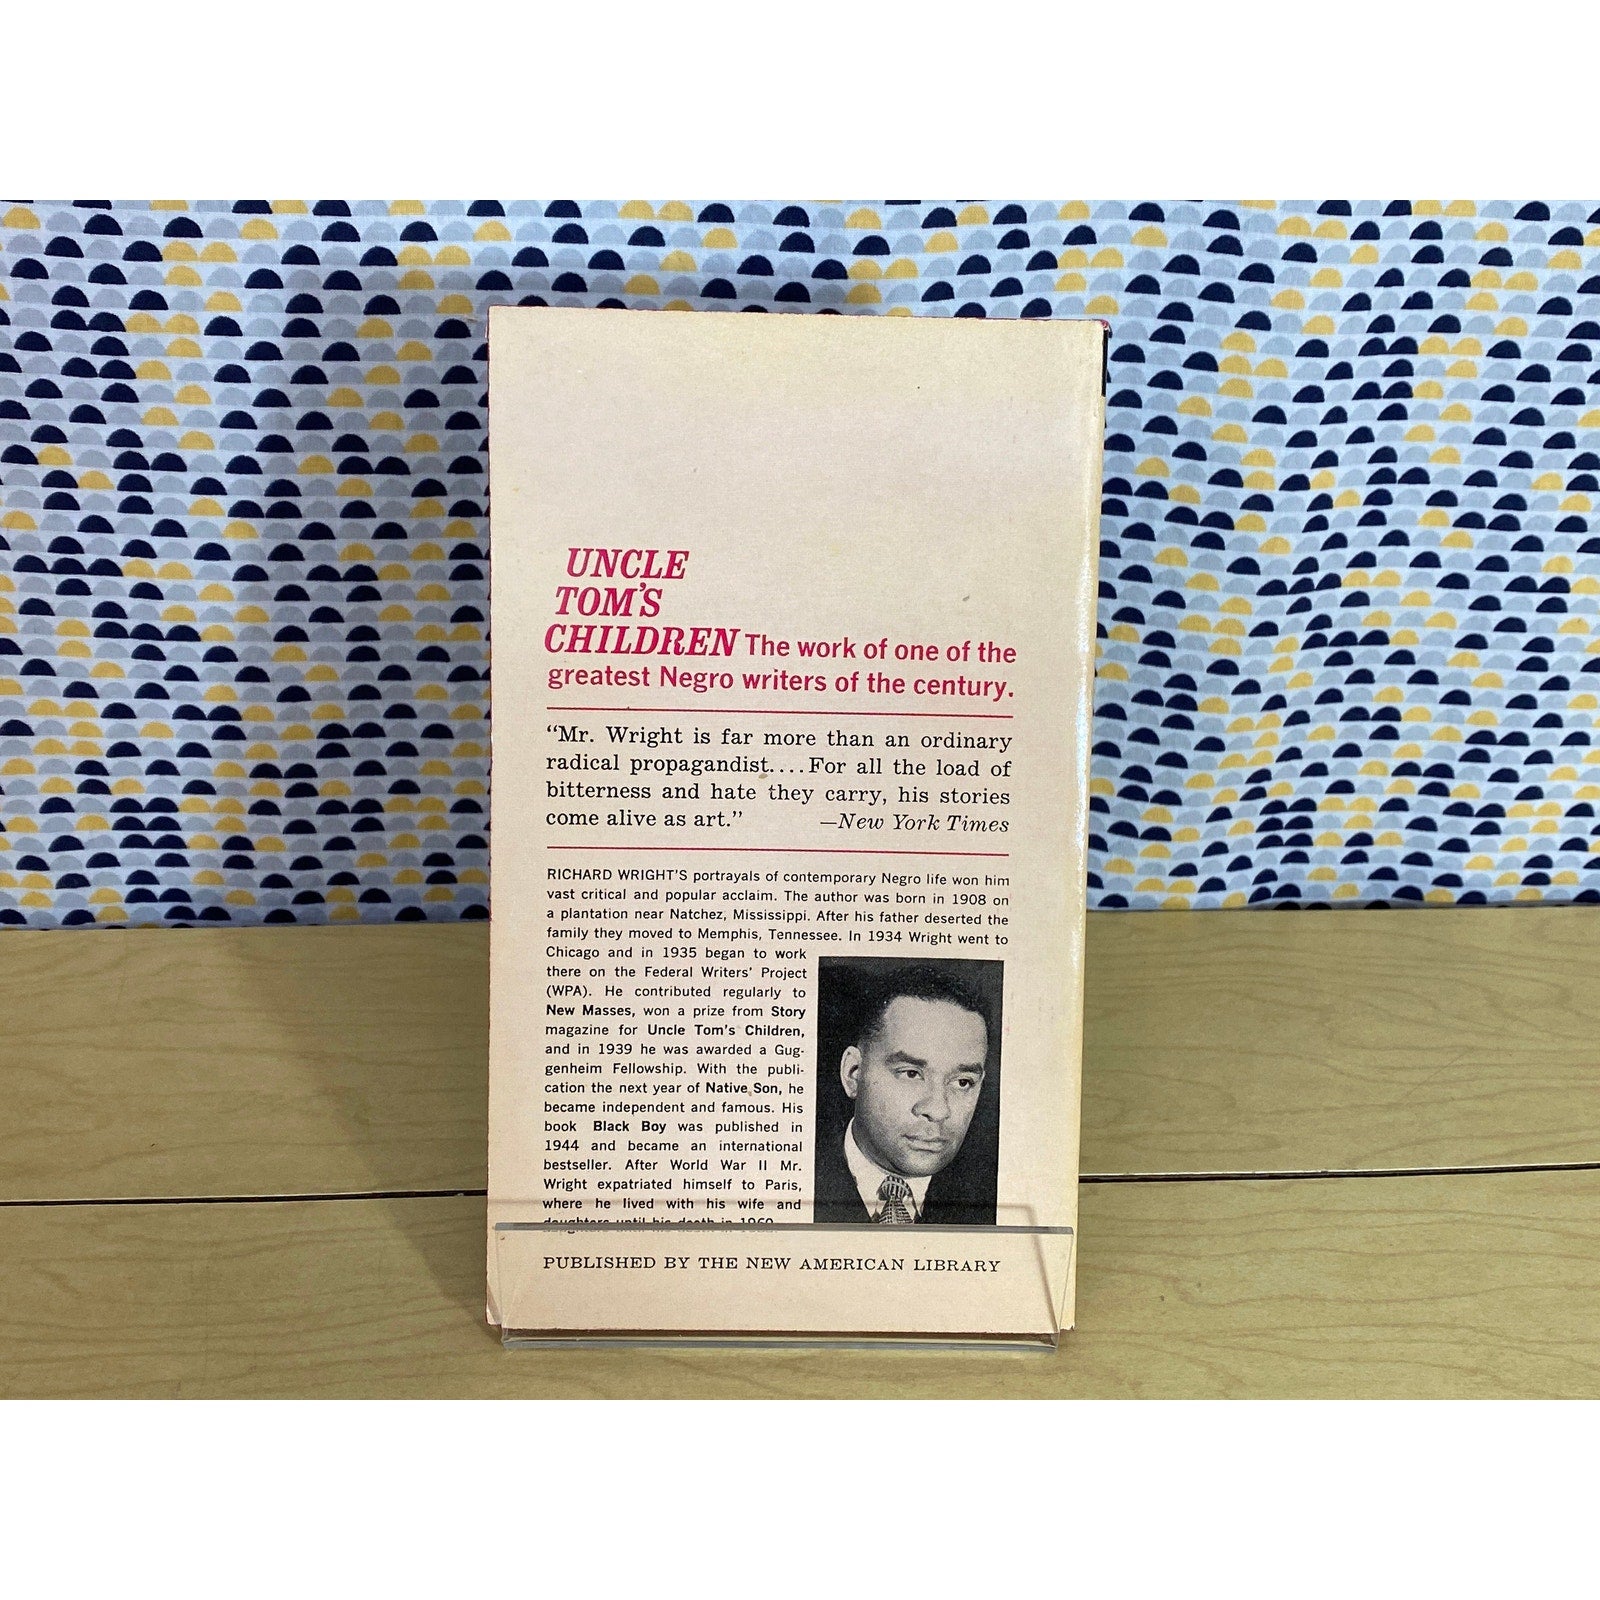 UNCLE
TOM'S
CHILDREN The work of one of the
greatest Negro writers of the century.
“Mr. Wright is far more than an ordinary
radical propagandist....For all the load of
bitterness and hate they carry, his stories
come alive as art.” —New York Times
RICHARD WRIGHT'S portrayals of contemporary Negro life won him
vast critical and popular acclaim. The author was born in 1908 on
a plantation near Natchez, Mississippi. After his father deserted the
family they moved to Memphis, Tennessee. In 1934 Wright went to
Chicago and in 1935 began to work
there on the Federal Writers' Project
(WPA). He contributed regularly to
New Masses, won a prize from Story
magazine for Uncle Tom's Children,
and in 1939 he was awarded a Gug-
genheim Fellowship. With the publi-
cation the next year of Native Son, he
became independent and famous. His
book Black Boy was published in
1944 and became an international
bestseller. After World War II Mr.
Wright expatriated himself to Paris,
where he lived with his wife and
daughters until his death in 1960.
PUBLISHED BY THE NEW AMERICAN LIBRARY